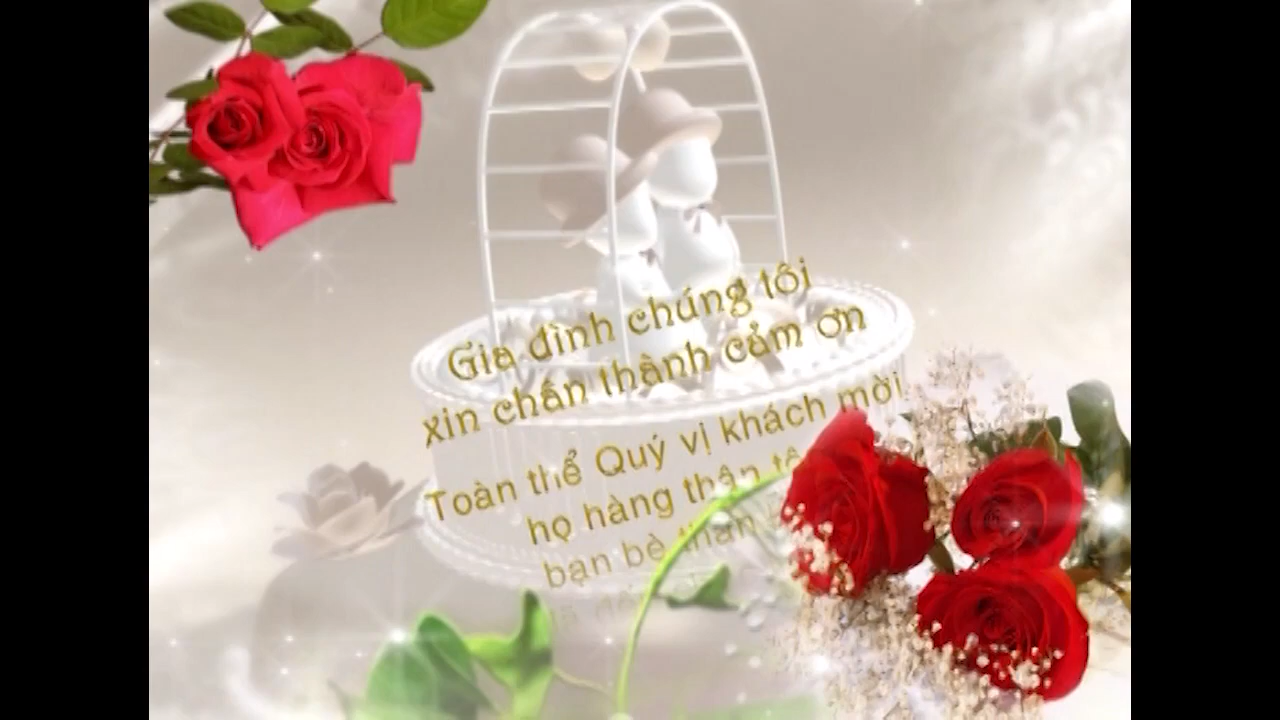 Gia đình chúng tôi
xin chân thành cảm ơn
Toàn thể Quý vị khách mời
họ hàng thân
bạn bè thân